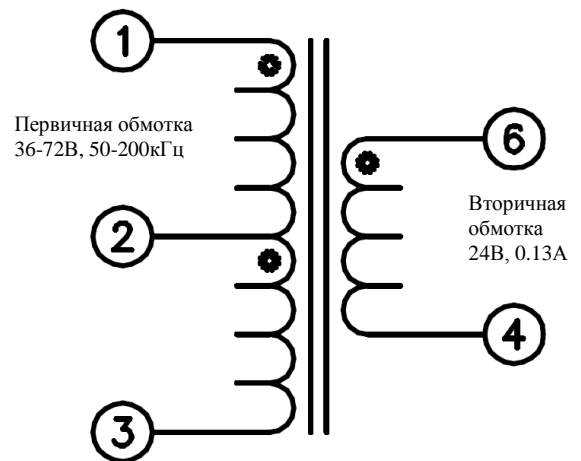 1
Первичная обмотка
36-72В, 50-200кГц
6
2
Вторичная
обмотка
24В, 0.13А
4
3